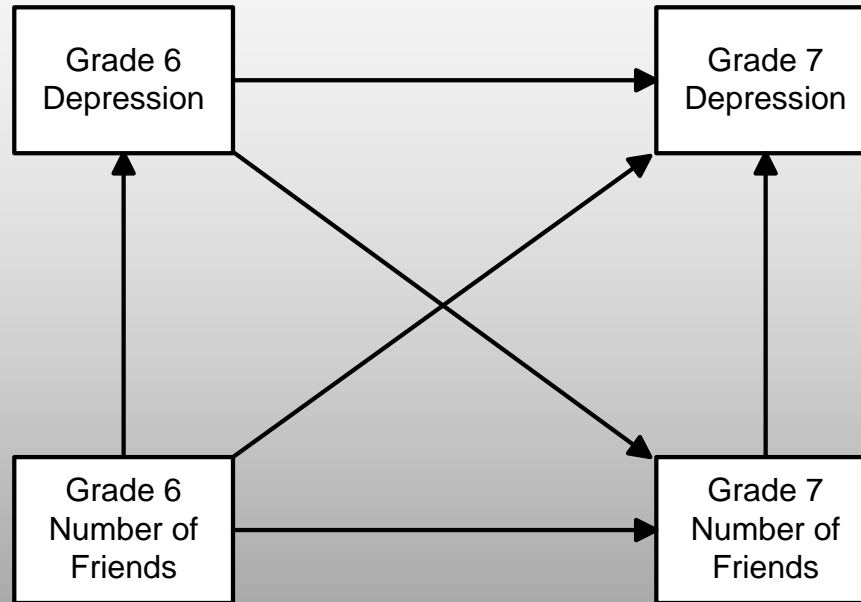 Grade 6
Depression
Grade 7
Depression
Grade 6
Number of
Friends
Grade 7
Number of
Friends